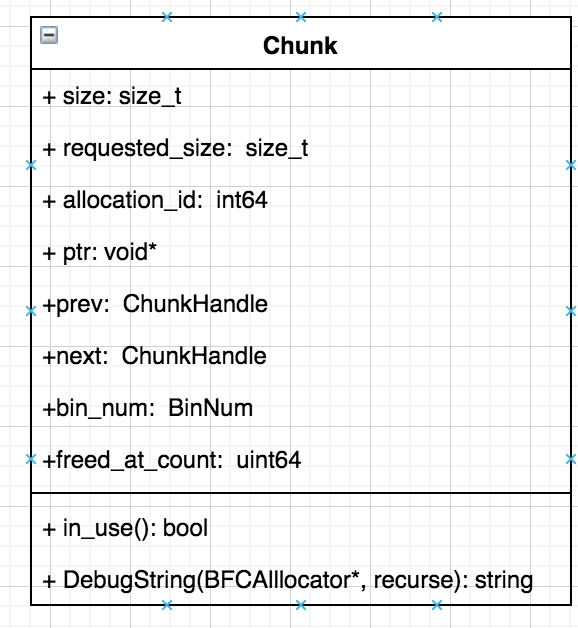 Chunk
+ size: size_t
+ requested_size: size_t
+ allocation_id: int64
+ ptr: void*
+prev: ChunkHandle
+next: ChunkHandle
+bin_num: BinNum
+freed_at_count: uint64
+ in_use(): bool
+ DebugString(BFCAlllocator*, recurse): string